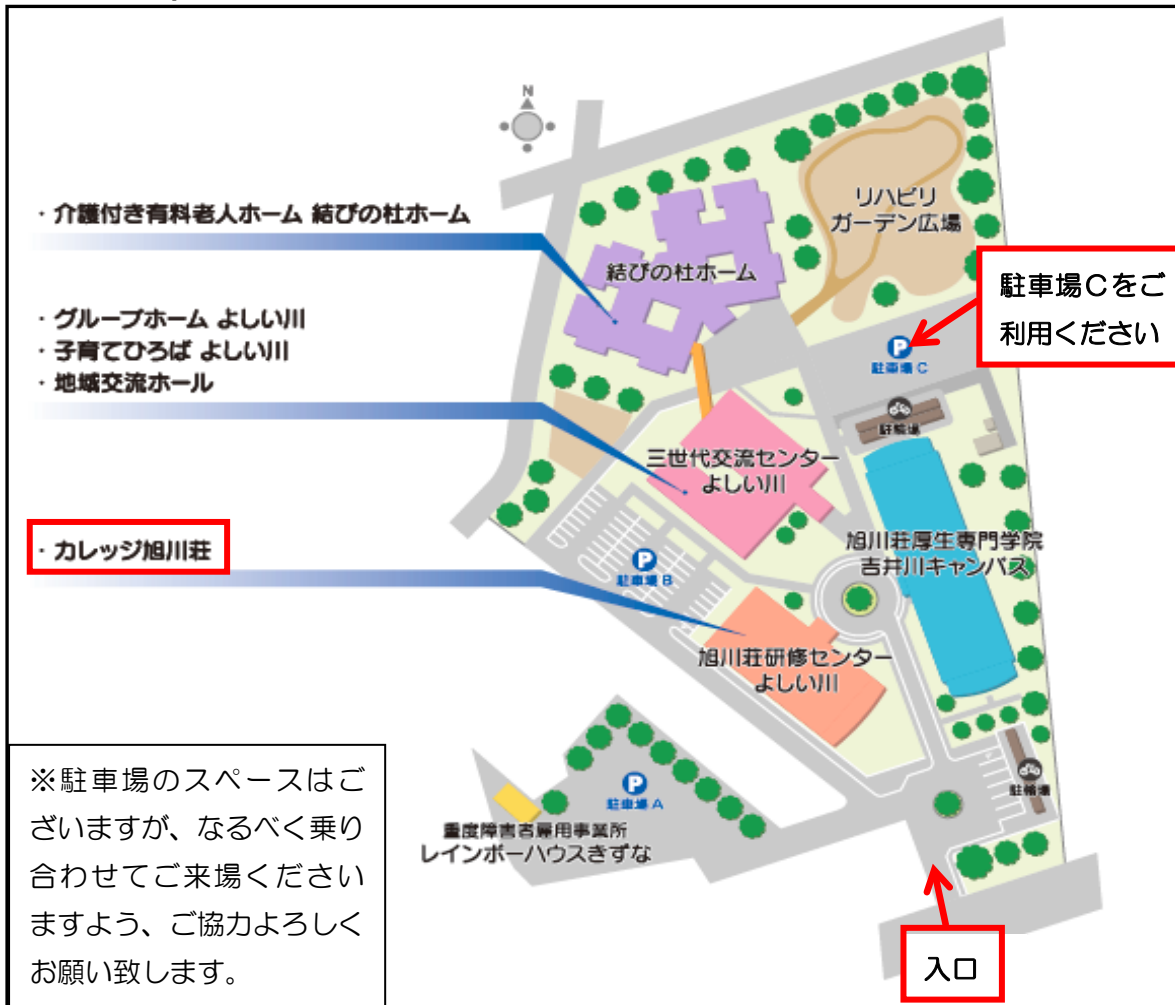 N
・介護付き有料老人ホーム 結びの杜ホーム
・グループホーム よしい川
・子育てひろば よしい川
・地域交流ホール
・カレッジ旭川荘
リハビリ
ガーデン広場
結びの杜ホーム
駐車場Cをご
利用ください
P
駐車場 C
駐輪場
三世代交流センター
よしい川
旭川荘厚生専門学院
吉井川キャンパス
P
駐車場 B
旭川荘研修センター
よしい川
P
駐車場 A
重度障害者雇用事業所
レインボーハウスきずな
駐輪場
入口
※駐車場のスペースはご
ざいますが、なるべく乗り
合わせてご来場ください
ますよう、ご協力よろしく
お願い致します。